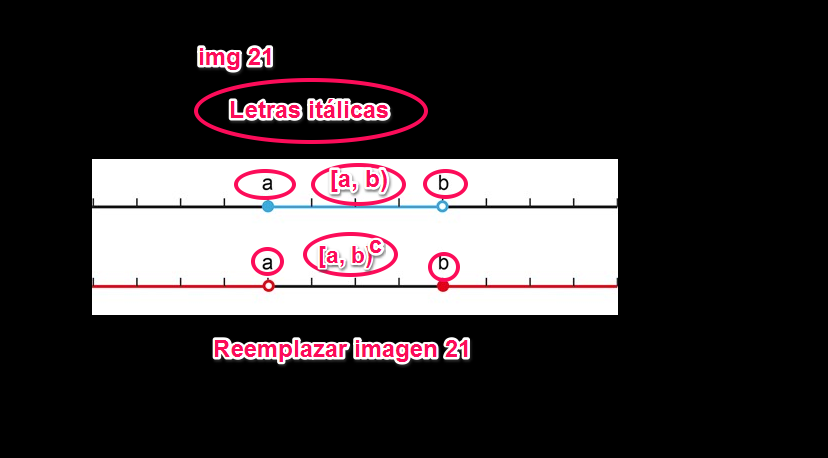 img 21
Letras itálicas
a [a, b) b
a [a, b)c b
Reemplazar imagen 21